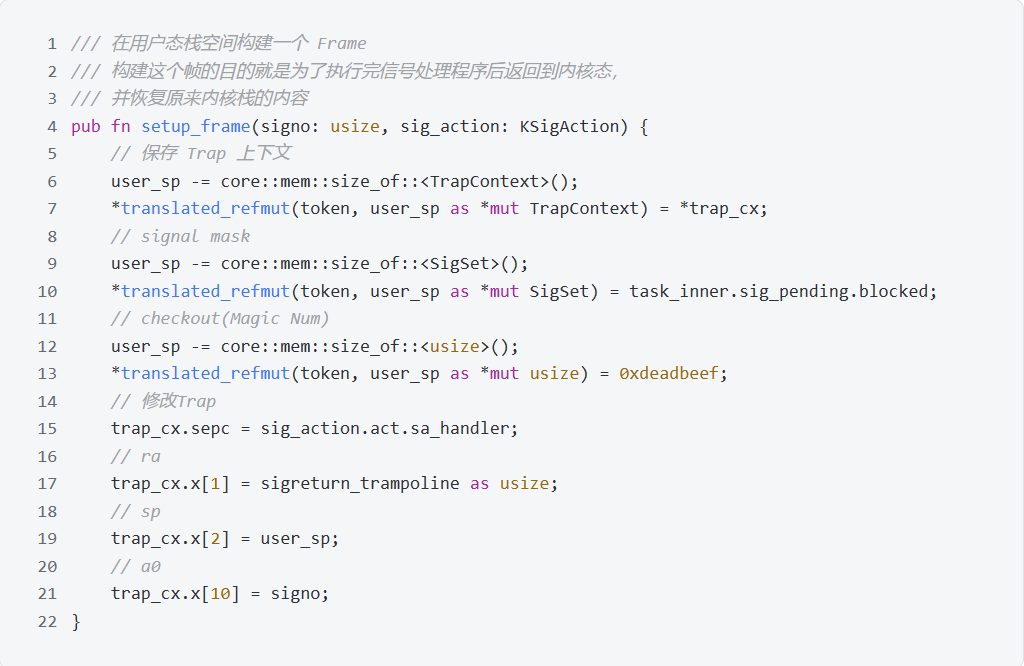 1 /// 在用户态栈空间构建一个 Frame
2 /// 构建这个帧的目的就是为了执行完信号处理程序后返回到内核态,
3 /// 并恢复原来内核栈的内容
4 pub fn setup_frame(signo: usize, sig_action: KSigAction) {
5     // 保存 Trap 上下文
6     user_sp -= core::mem::size_of::<TrapContext>();
7     *translated_refmut(token, user_sp as *mut TrapContext) = *trap_cx;
8     // signal mask
9     user_sp -= core::mem::size_of::<SigSet>();
10     *translated_refmut(token, user_sp as *mut SigSet) = task_inner.sig_pending.blocked;
11     // checkout(Magic Num)
12     user_sp -= core::mem::size_of::<usize>();
13     *translated_refmut(token, user_sp as *mut usize) = 0xdeadbeef;
14     // 修改Trap
15     trap_cx.sepc = sig_action.act.sa_handler;
16     // ra
17     trap_cx.x[1] = sigreturn_trampoline as usize;
18     // sp
19     trap_cx.x[2] = user_sp;
20     // a0
21     trap_cx.x[10] = signo;
22 }